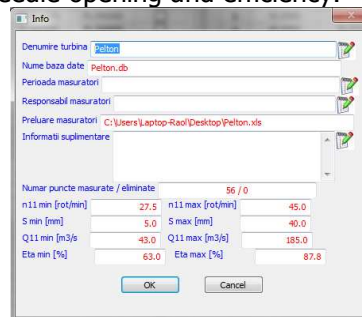 scale opening and efficiency.
Info
Denumire turbina Pelton
Nume baza date Pelton.db
Perioada masuratori
Responsabil masuratori
Preluare masuratori C:\Users\Laptop-Raol\Desktop\Pelton.xls
Informatii suplimentare
Numar puncte masurate / eliminate 56 / 0
n11 min [rot/min] 27.5 n11 max [rot/min] 45.0
S min [mm] 5.0 S max [mm] 40.0
Q11 min [m3/s 43.0 Q11 max [m3/s] 185.0
Eta min [%] 63.0 Eta max [%] 87.8
OK Cancel